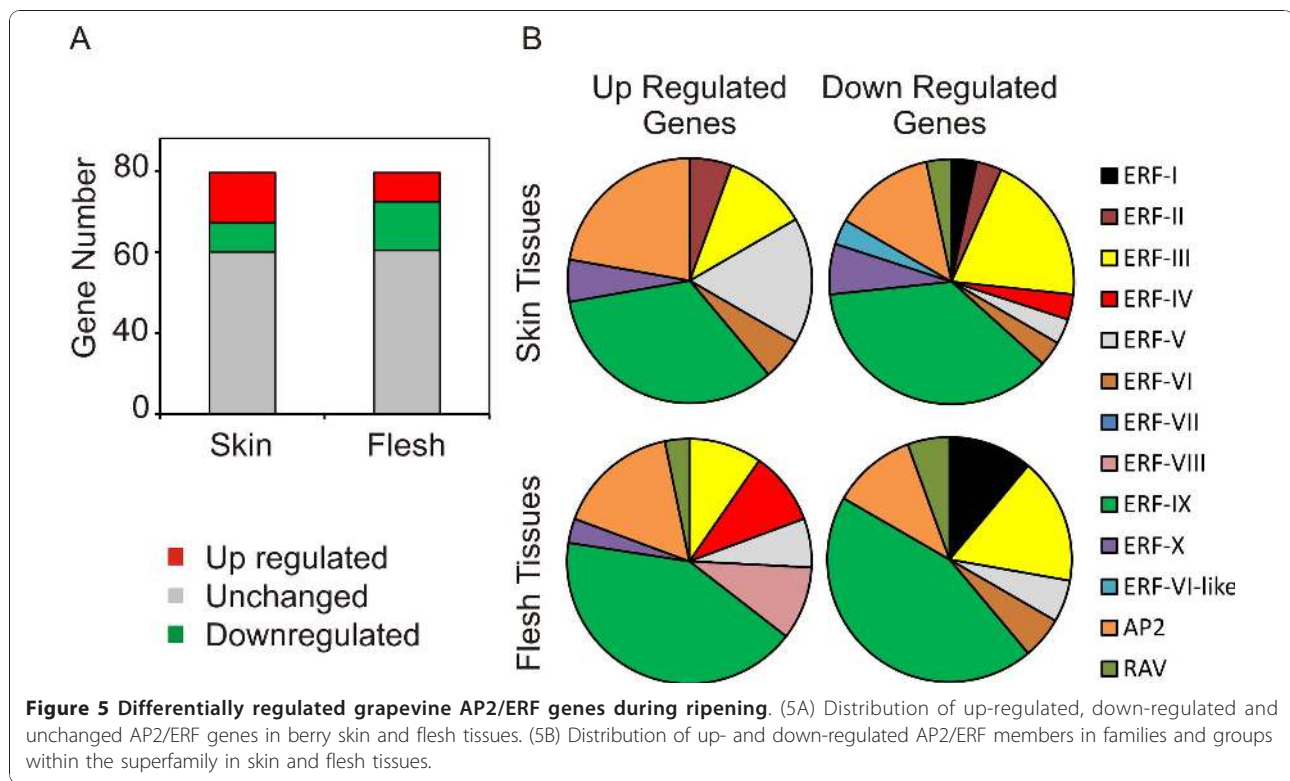 A
B
Up Regulated
Genes
Down Regulated
Genes
Gene Number
80
60
40
0
Skin
Flesh
Up regulated
Unchanged
Downregulated
Skin Tissues
Flesh Tissues
ERF-I
ERF-II
ERF-III
ERF-IV
ERF-V
ERF-VI
ERF-VII
ERF-VIII
ERF-IX
ERF-X
ERF-VI-like
AP2
RAV
Figure 5 Differentially regulated grapevine AP2/ERF genes during ripening. (5A) Distribution of up-regulated, down-regulated and
unchanged AP2/ERF genes in berry skin and flesh tissues. (5B) Distribution of up- and down-regulated AP2/ERF members in families and groups
within the superfamily in skin and flesh tissues.